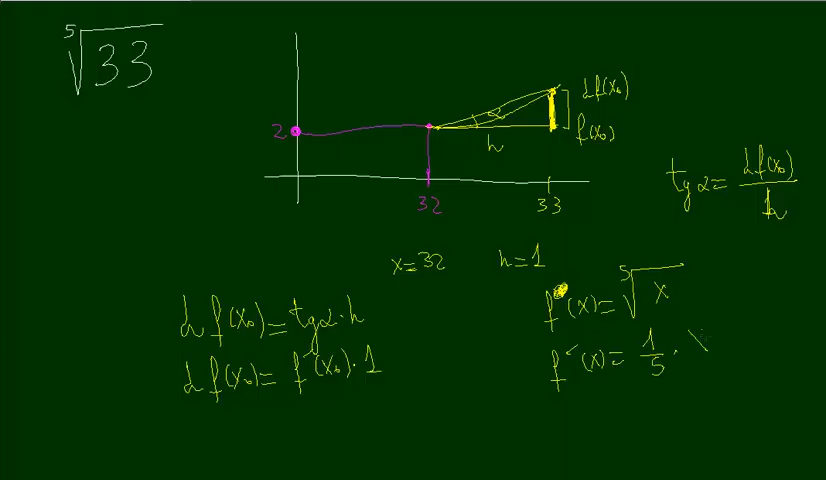 ⁵√33
2
α
h
df(x₀)
f(x₀)
32
33
tgα = df(x₀)/h
x=32 h=1
df(x₀)= tgα·h
df(x₀)= f′(x₀)·1
f(x)= ⁵√x
f′(x)= 1/5 ·